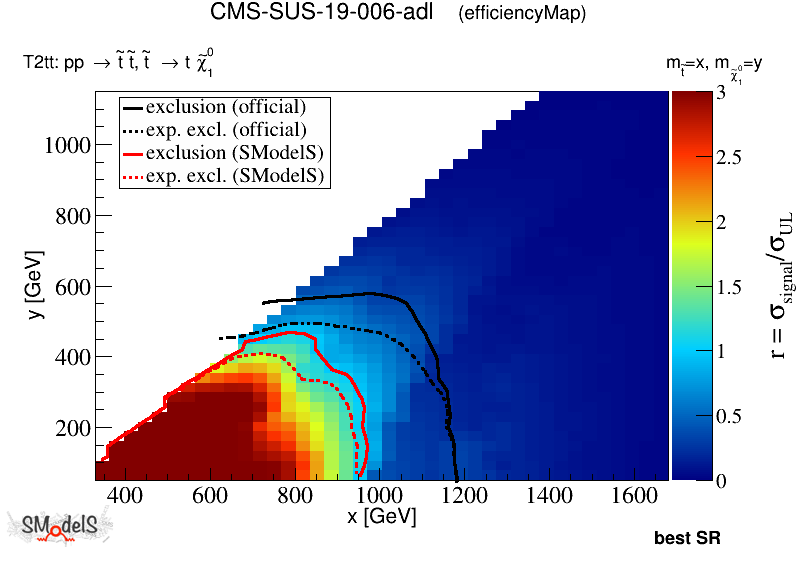 CMS-SUS-19-006-adl (efficiencyMap)
T2tt: pp → t̃ t̃, t̃ → t χ̃₁⁰
m_t̃=x, m_χ̃₁⁰=y
exclusion (official)
exp. excl. (official)
exclusion (SModelS)
exp. excl. (SModelS)
1000
800
600
400
200
y [GeV]
400 600 800 1000 1200 1400 1600
x [GeV]
3
2.5
2
1.5
1
0.5
0
r = σ_signal/σ_UL
SModelS
best SR